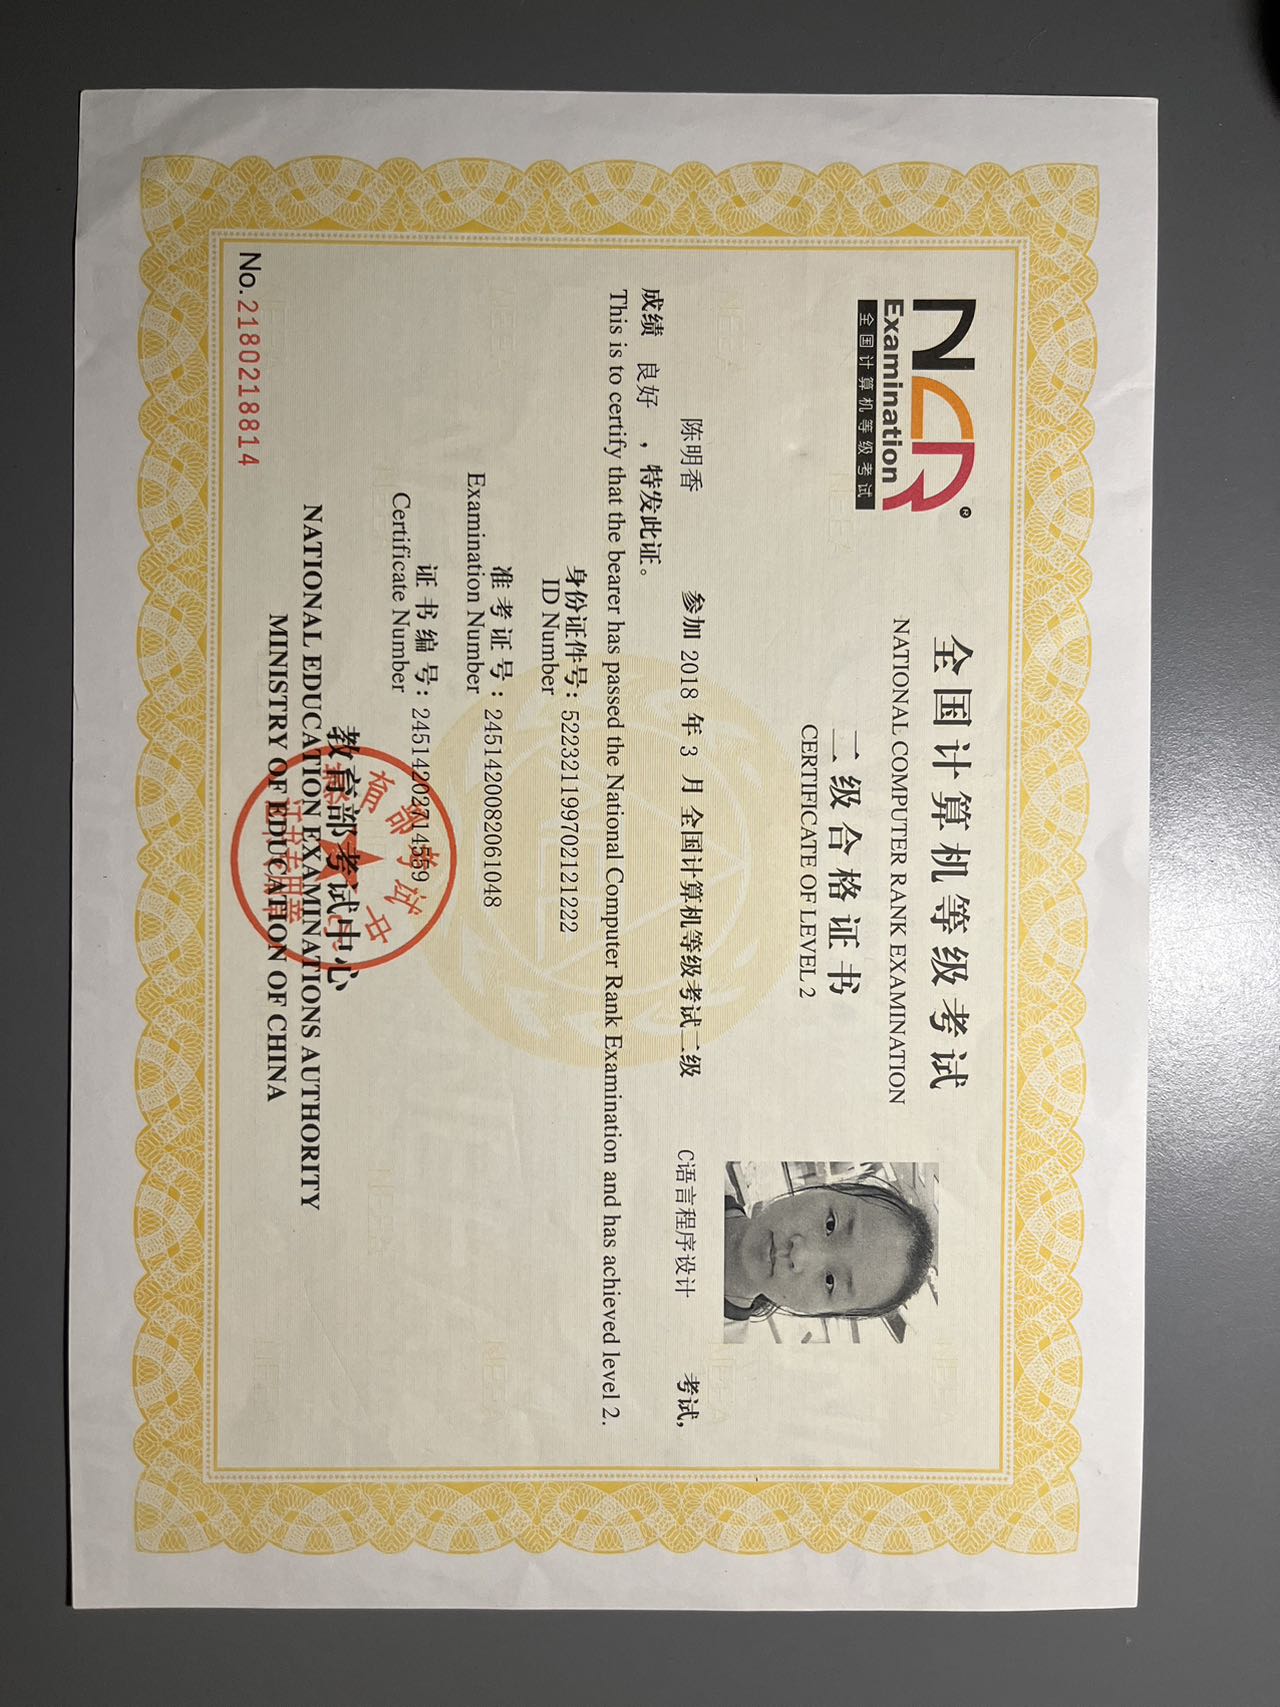 NCR®
Examination
全国计算机等级考试
全国计算机等级考试
NATIONAL COMPUTER RANK EXAMINATION
二级合格证书
CERTIFICATE OF LEVEL 2
陈明香 参加 2018 年 3 月 全国计算机等级考试二级 C语言程序设计 考试,
成绩 良好 ，特发此证。
This is to certify that the bearer has passed the National Computer Rank Examination and has achieved level 2.
身份证件号: 522321199702121222
ID Number
准考证号: 2451420082061048
Examination Number
证书编号: 24514202714559
Certificate Number
教育部考试中心
NATIONAL EDUCATION EXAMINATIONS AUTHORITY
MINISTRY OF EDUCATION OF CHINA
教育部考试中心
证书专用章
No. 2180218814